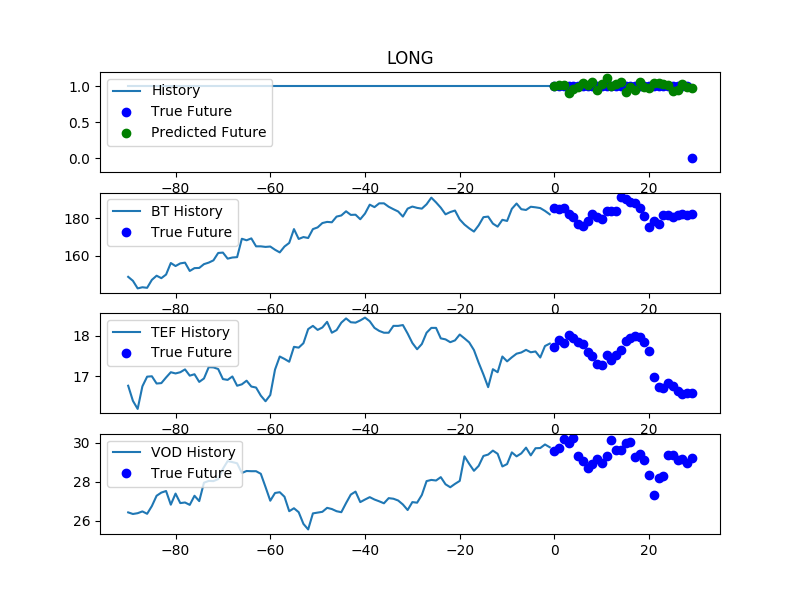 LONG
1.0
0.5
0.0
History
True Future
Predicted Future
−80 −60 −40 −20 0 20
180
160
BT History
True Future
−80 −60 −40 −20 0 20
18
17
TEF History
True Future
−80 −60 −40 −20 0 20
30
28
26
VOD History
True Future
−80 −60 −40 −20 0 20